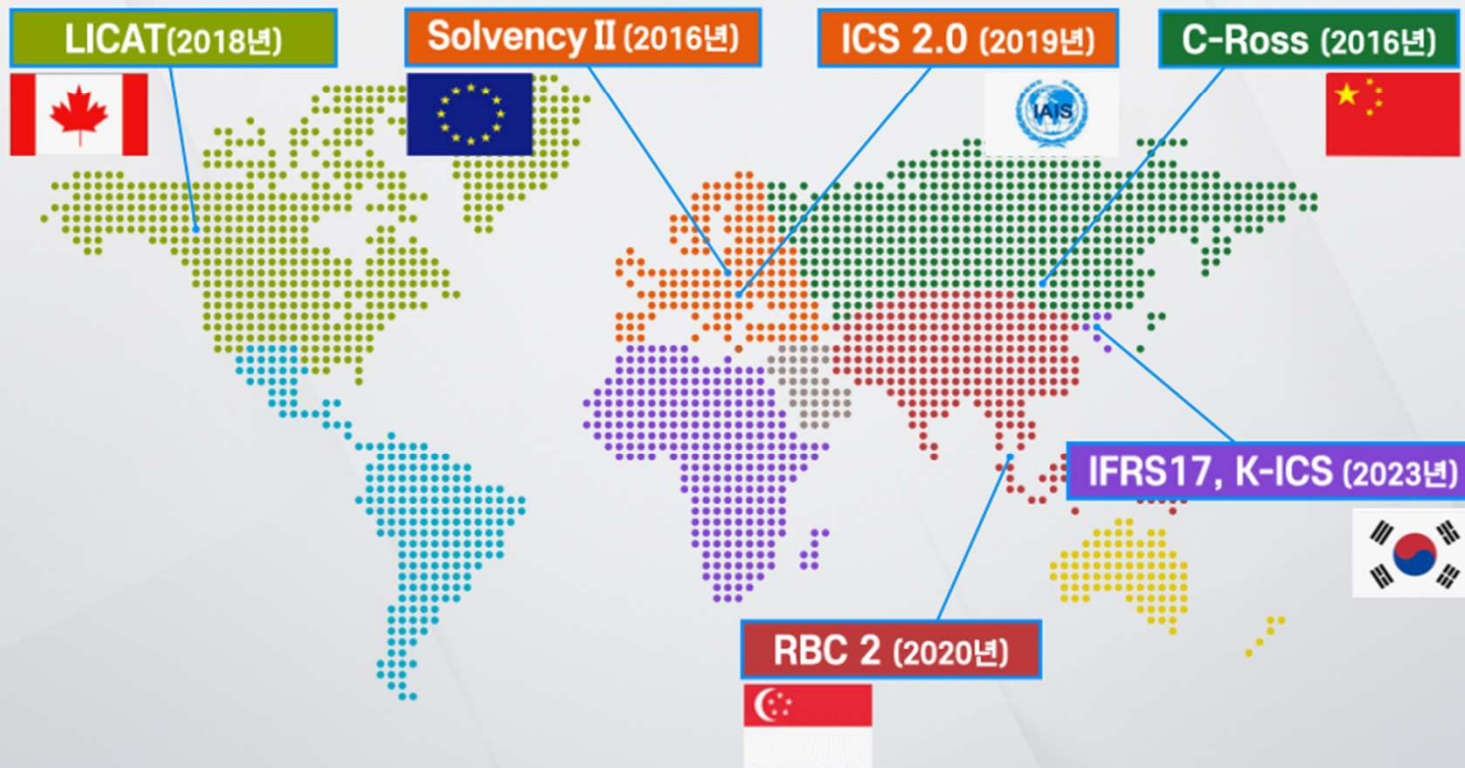 LICAT(2018년)
Solvency II (2016년)
ICS 2.0 (2019년)
C-Ross (2016년)
IAIS
IFRS17, K-ICS (2023년)
RBC 2 (2020년)